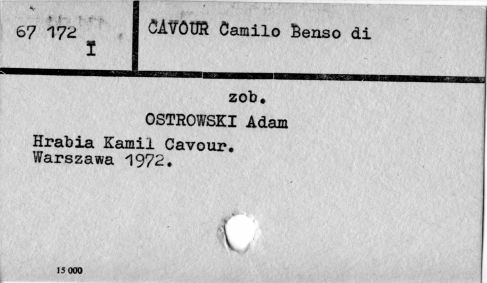 67 172
I
CAVOUR Camilo Benso di
zob.
OSTROWSKI Adam
Hrabia Kamil Cavour.
Warszawa 1972.
15 000